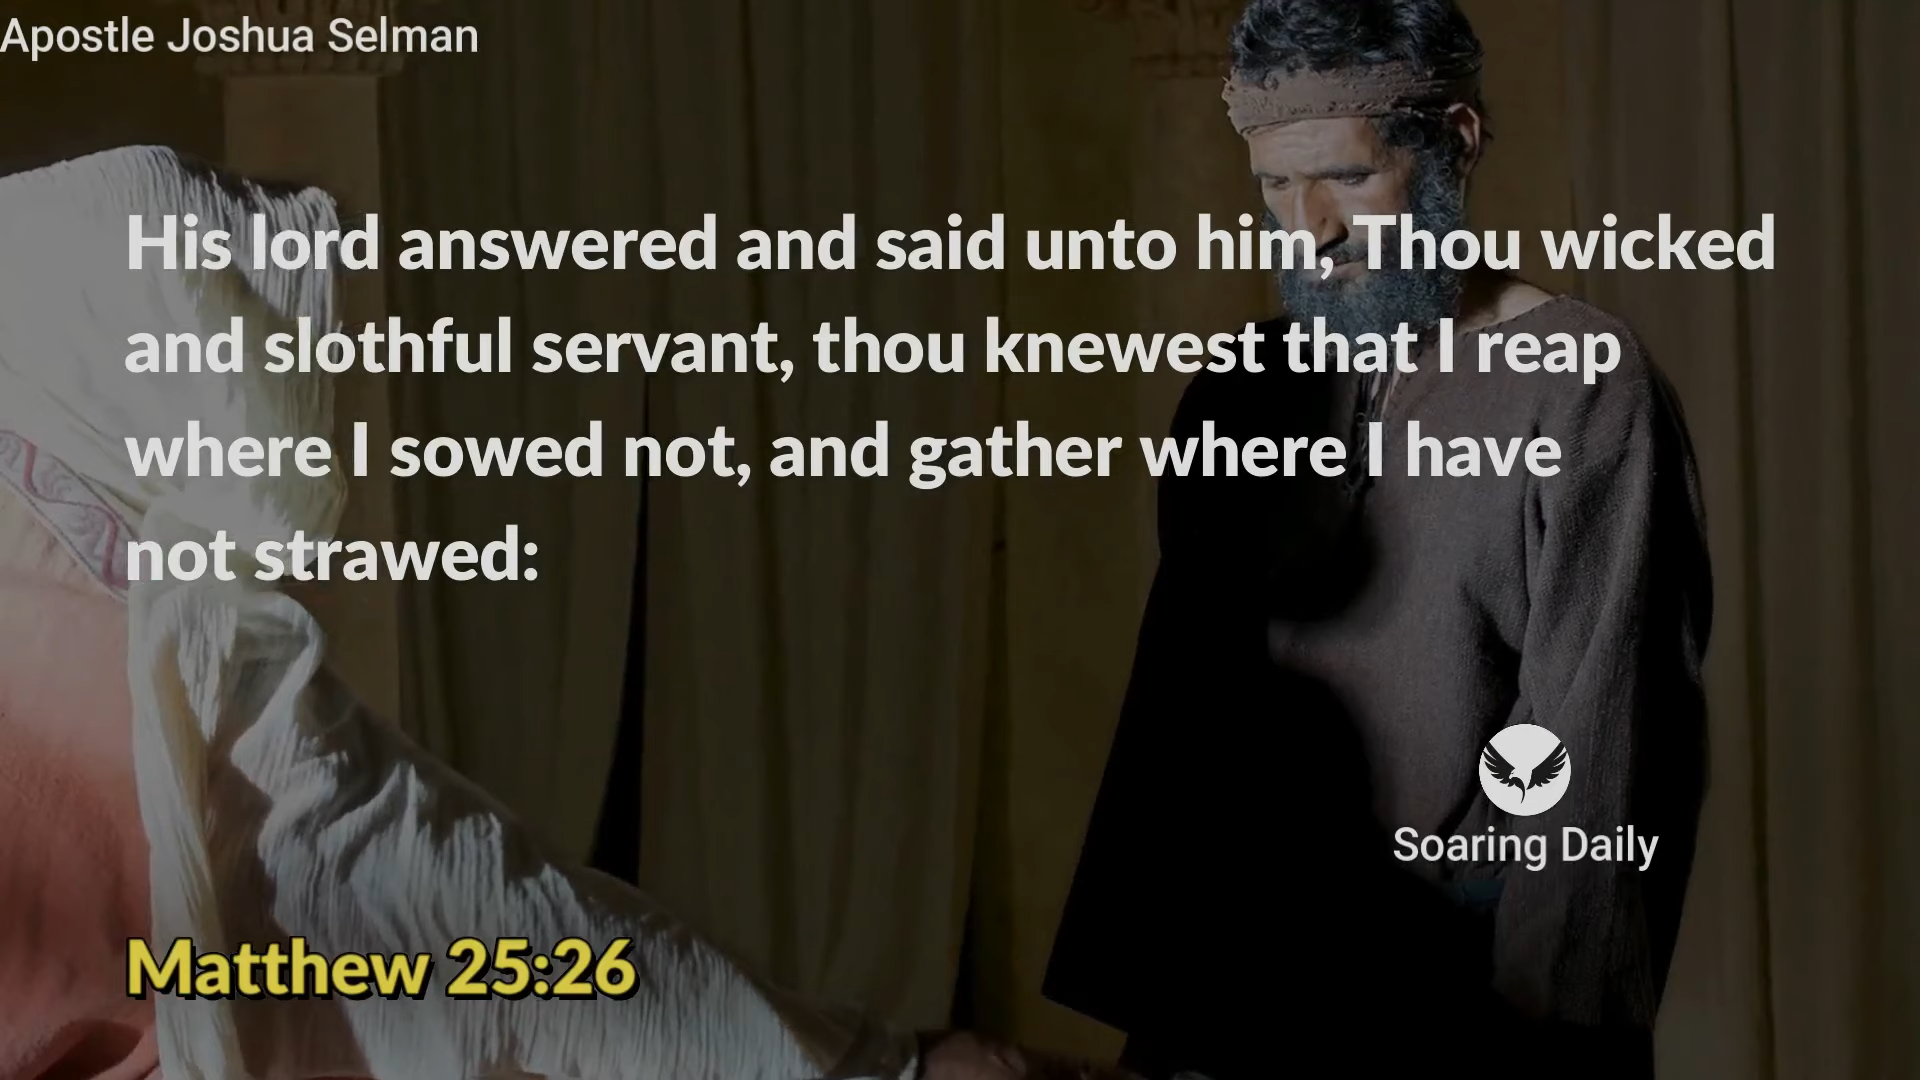 Apostle Joshua Selman
His lord answered and said unto him, Thou wicked
and slothful servant, thou knewest that I reap
where I sowed not, and gather where I have
not strawed:
Soaring Daily
Matthew 25:26